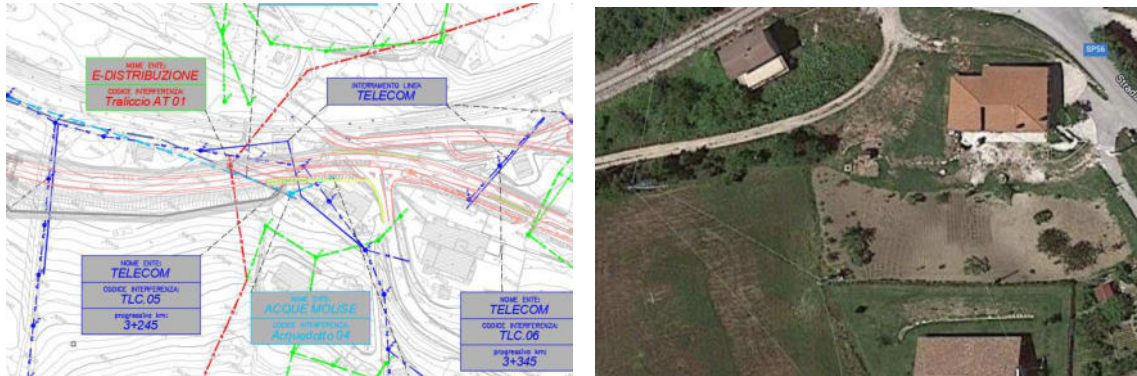 NOME ENTE:
E-DISTRIBUZIONE
CODICE INTERFERENZA:
Traliccio AT 01
INTERRAMENTO LINEA
TELECOM
NOME ENTE:
TELECOM
CODICE INTERFERENZA:
TLC.05
progressivo km:
3+245
NOME ENTE:
ACQUE MOLISE
CODICE INTERFERENZA:
Acquedotto 04
NOME ENTE:
TELECOM
CODICE INTERFERENZA:
TLC.06
progressivo km:
3+345
SP56